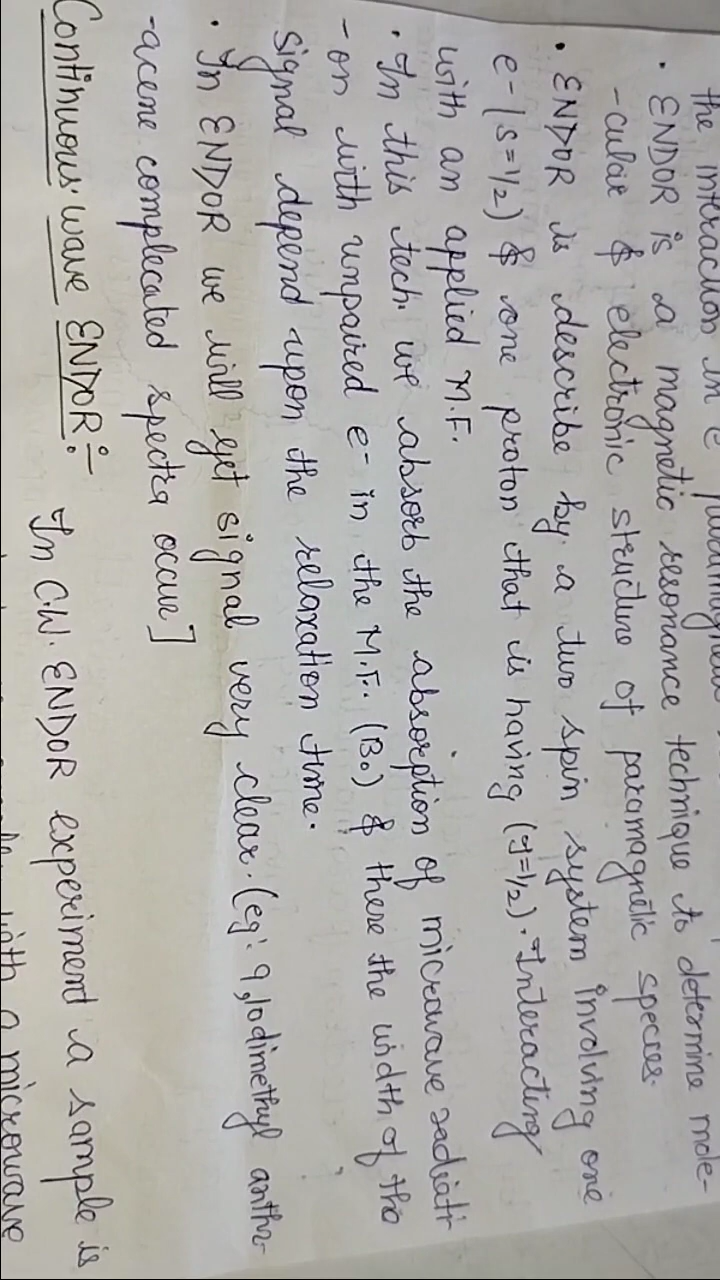 the interaction in e
• ENDOR is a magnetic resonance technique to determine mole-
-cular & electronic structure of paramagnetic species.
• ENDOR is describe by a two spin system involving one
e- (s=1/2) & one proton that is having (I=1/2). Interacting
with an applied M.F.
• In this tech. we absorb the absorption of microwave radiati
-on with unpaired e- in the M.F. (B₀) & there the width of the
signal depend upon the relaxation time.
• In ENDOR we will get signal very clear. (eg: 9,10dimethyl anthr-
-acene complecated spectra occur]
Continuous wave ENDOR:-
In C.W. ENDOR experiment a sample is
with a microwave